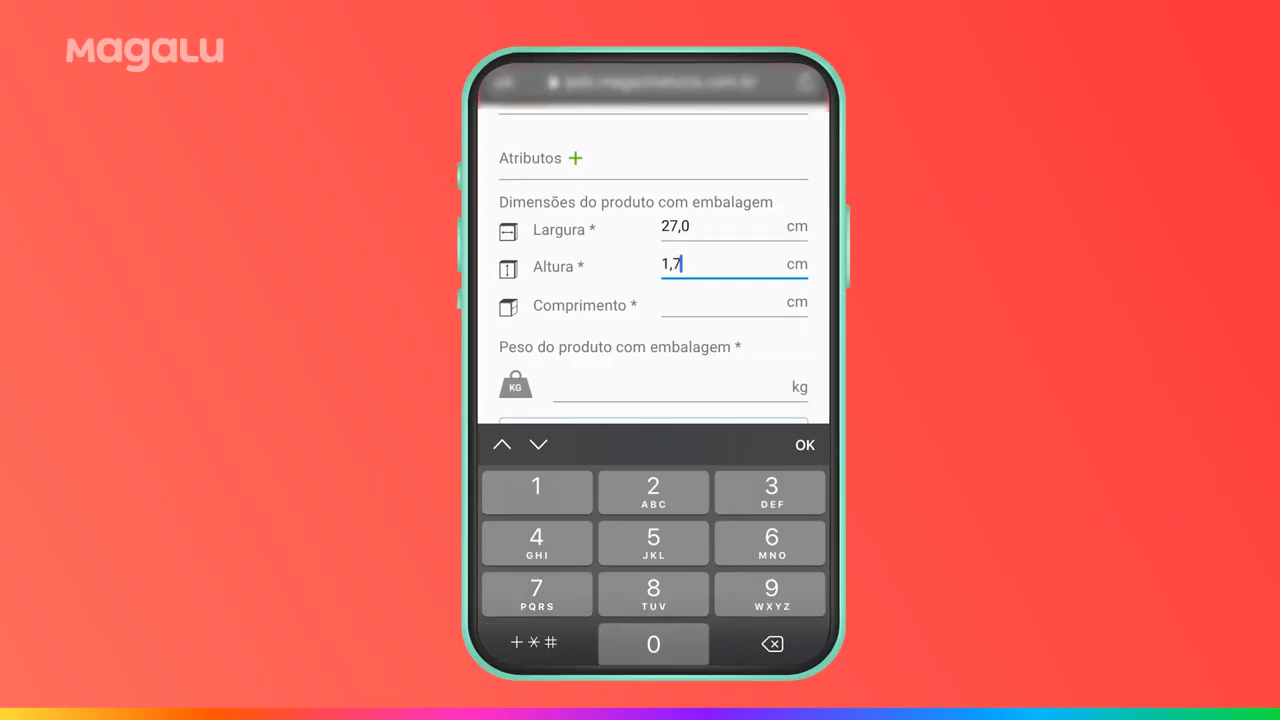 magalu
Atributos +
Dimensões do produto com embalagem
Largura * 27,0 cm
Altura * 1,7 cm
Comprimento * cm
Peso do produto com embalagem *
KG kg
OK
1 2 3
ABC DEF
4 5 6
GHI JKL MNO
7 8 9
PQRS TUV WXYZ
+*# 0